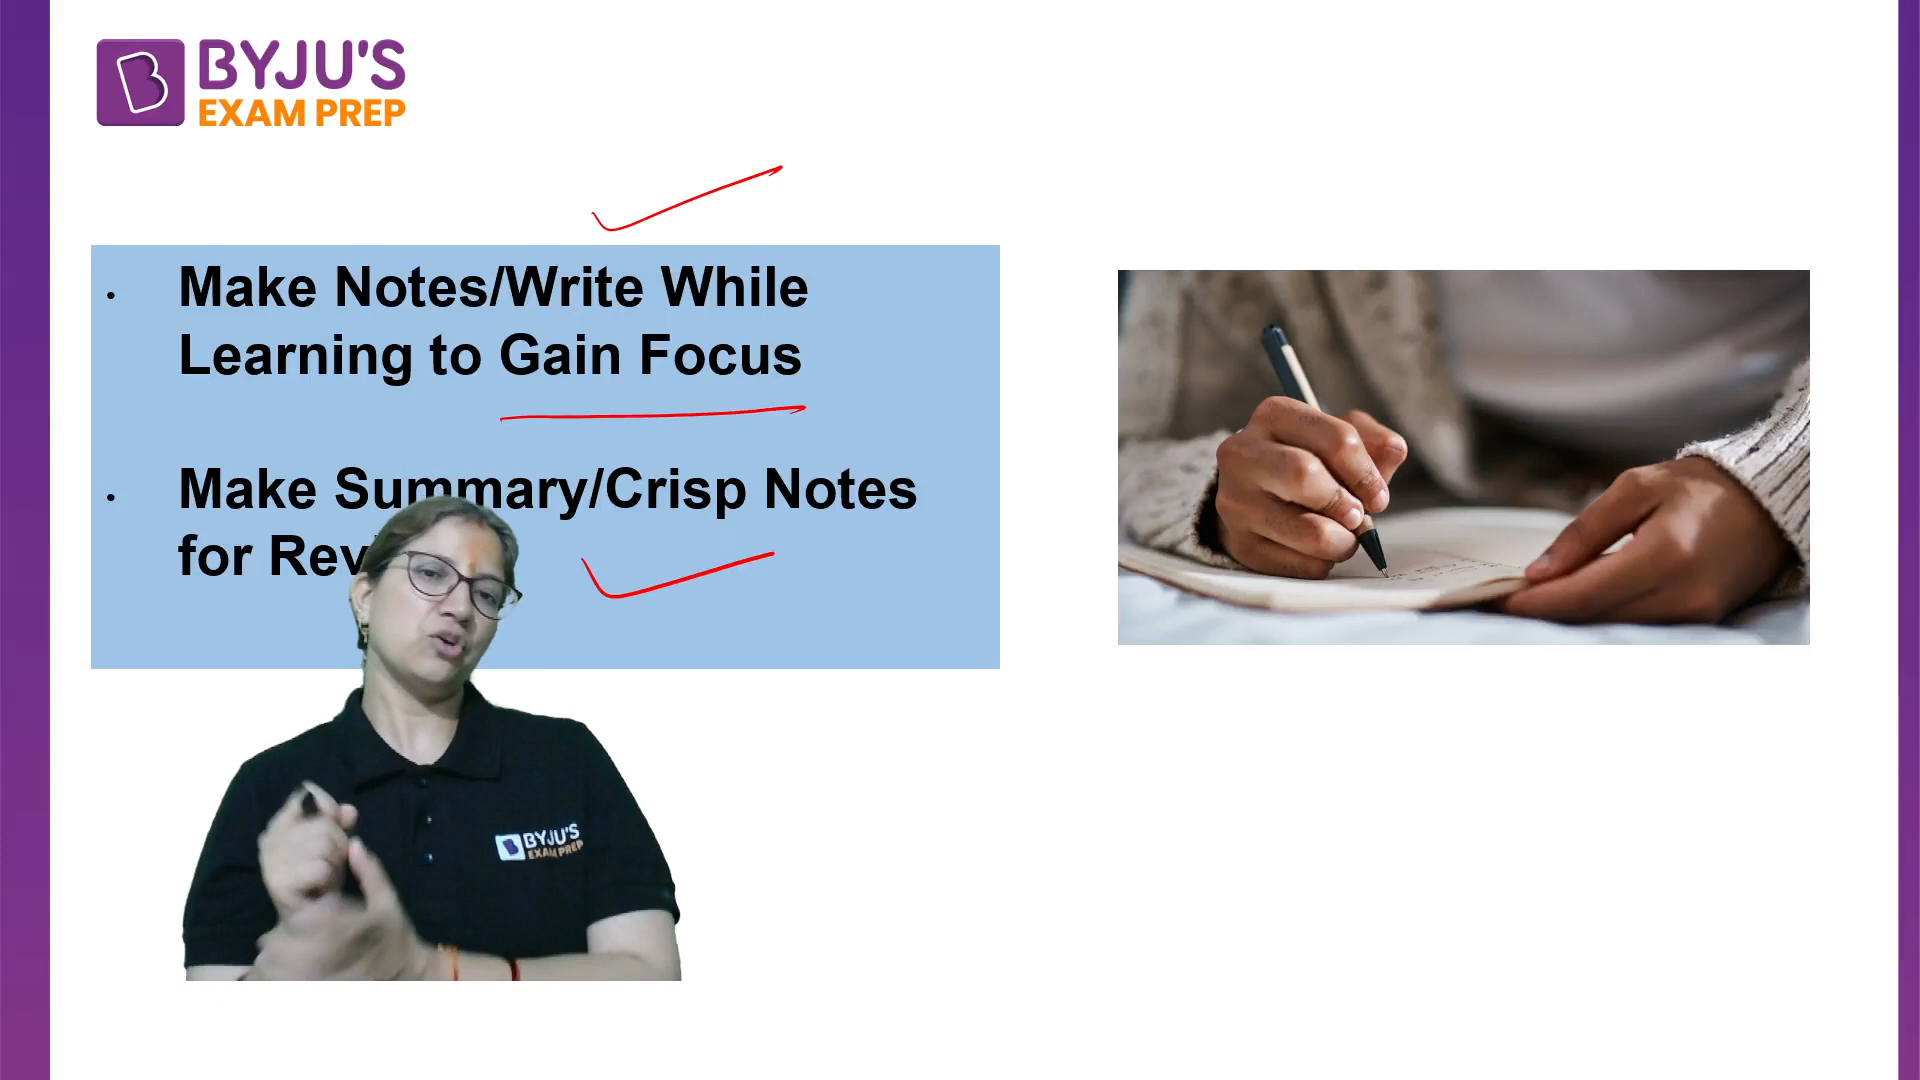 BYJU'S
EXAM PREP
Make Notes/Write While
Learning to Gain Focus
Make Summary/Crisp Notes
for
BYJU'S
EXAM PREP